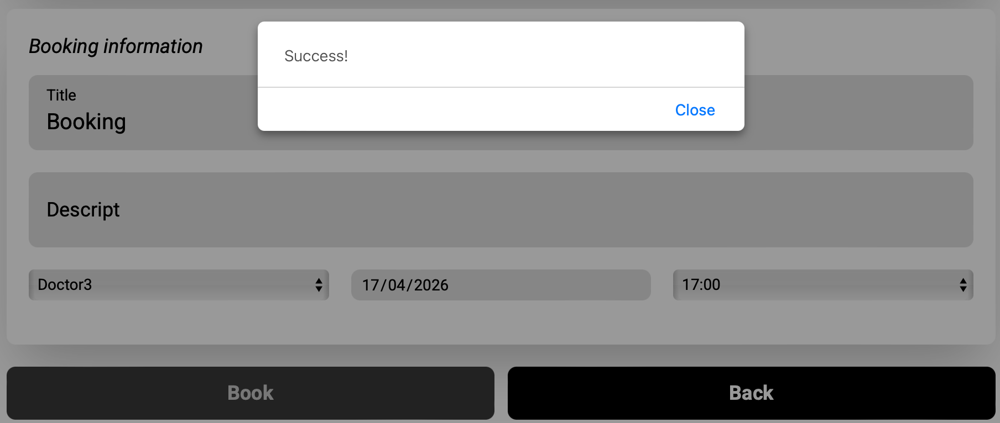 Booking information
Success!
Close
Title
Booking
Descript
Doctor3
17/04/2026
17:00
Book
Back